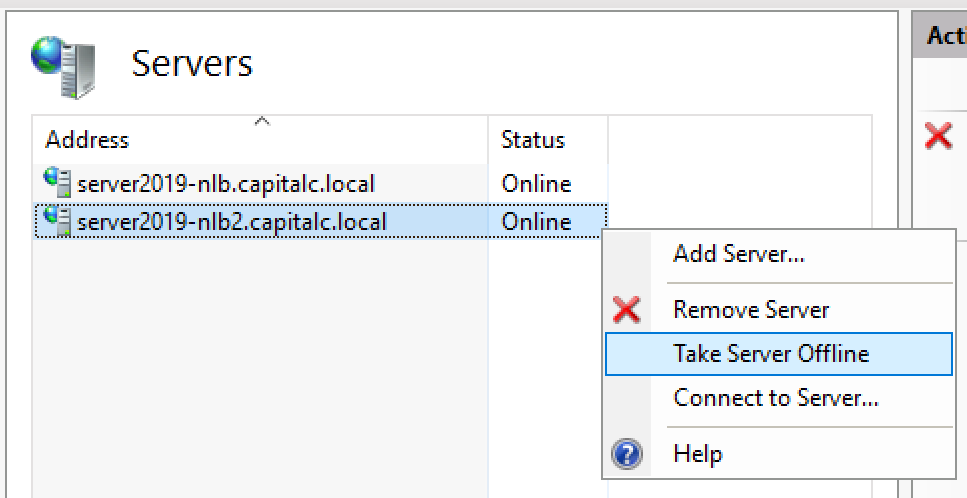 Servers
Acti
Address Status
server2019-nlb.capitalc.local Online
server2019-nlb2.capitalc.local Online
Add Server...
Remove Server
Take Server Offline
Connect to Server...
Help